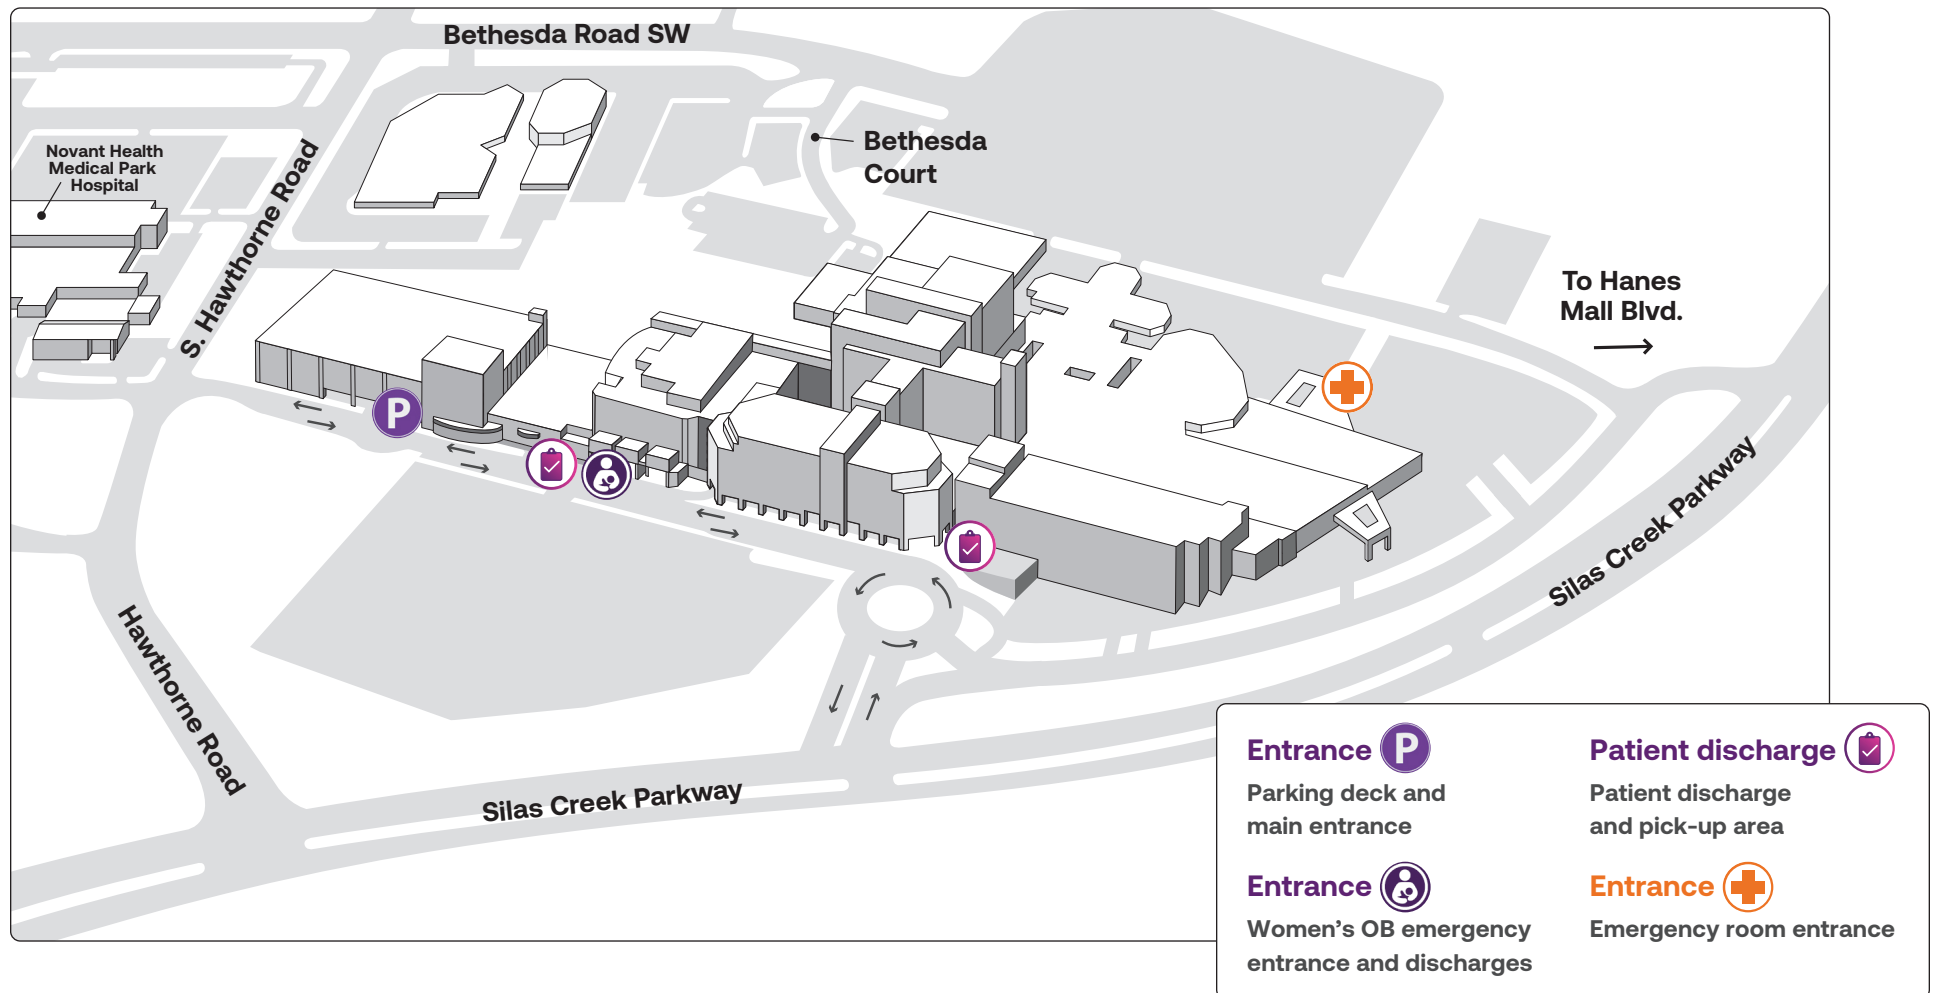 Bethesda Road SW
Novant Health
Medical Park
Hospital
S. Hawthorne Road
Bethesda
Court
To Hanes
Mall Blvd.
P
Silas Creek Parkway
Hawthorne Road
Silas Creek Parkway
Entrance P
Parking deck and
main entrance
Patient discharge
Patient discharge
and pick-up area
Entrance
Women’s OB emergency
entrance and discharges
Entrance
Emergency room entrance